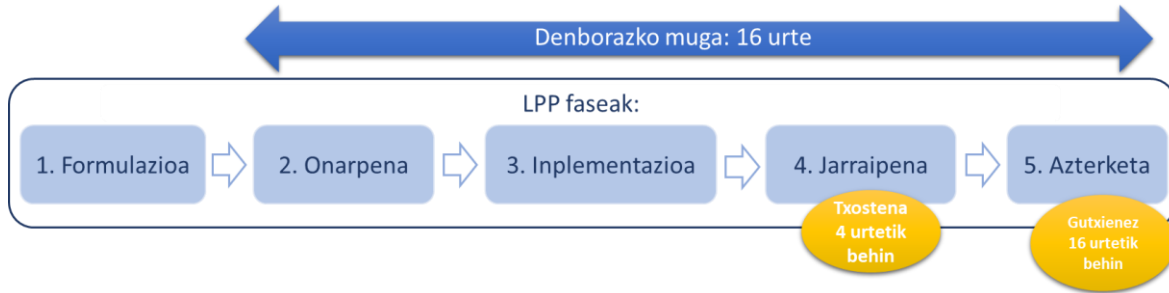 Denborazko muga: 16 urte
LPP faseak:
1. Formulazioa
2. Onarpena
3. Inplementazioa
4. Jarraipena
5. Azterketa
Txostena
4 urtetik
behin
Gutxienez
16 urtetik
behin